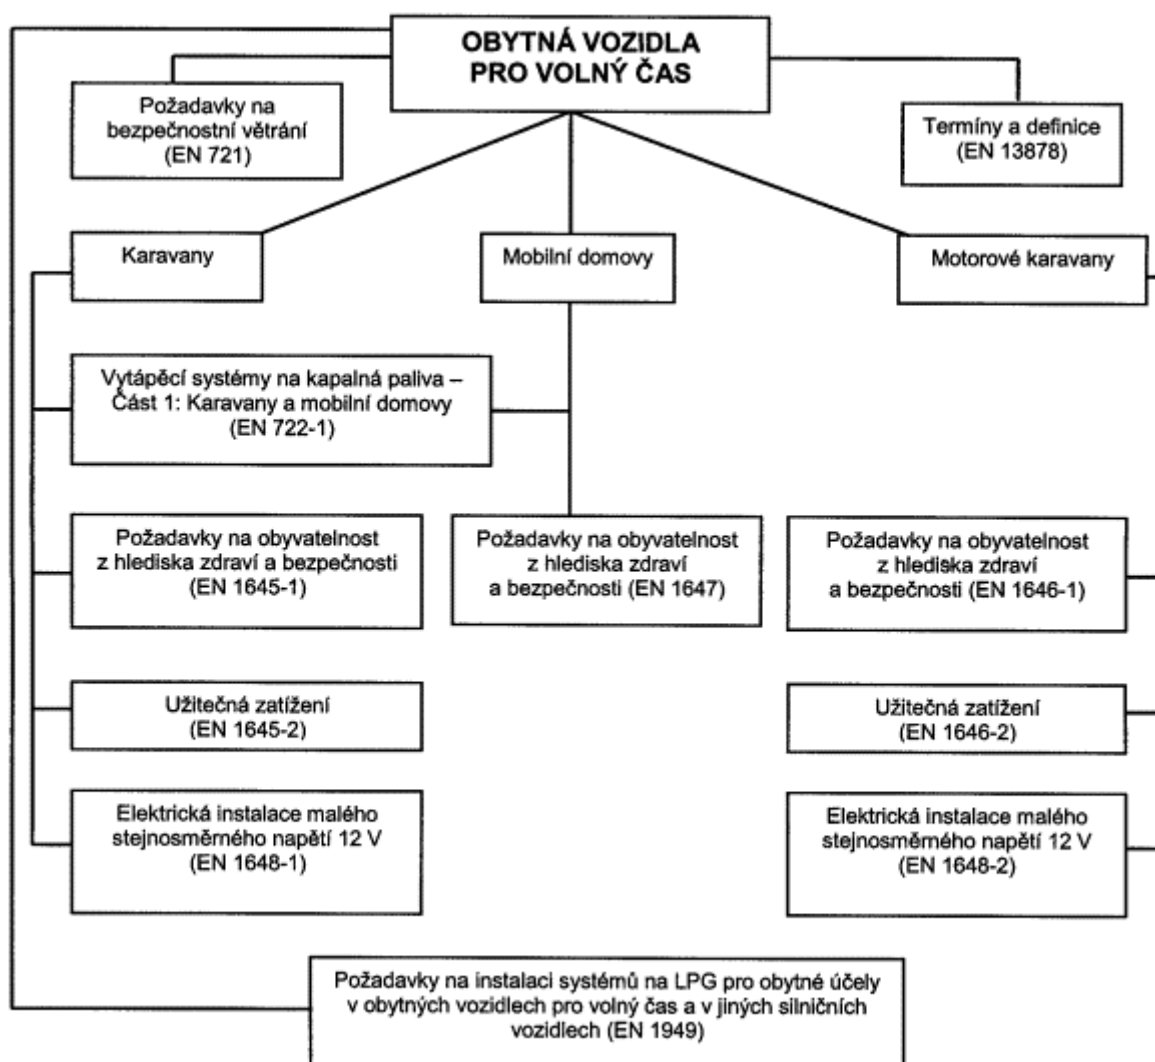 OBYTNÁ VOZIDLA
PRO VOLNÝ ČAS
Požadavky na
bezpečnostní větrání
(EN 721)
Termíny a definice
(EN 13878)
Karavany
Mobilní domovy
Motorové karavany
Vytápěcí systémy na kapalná paliva –
Část 1: Karavany a mobilní domovy
(EN 722-1)
Požadavky na obyvatelnost
z hlediska zdraví a bezpečnosti
(EN 1645-1)
Požadavky na obyvatelnost
z hlediska zdraví
a bezpečnosti (EN 1647)
Požadavky na obyvatelnost
z hlediska zdraví
a bezpečnosti (EN 1646-1)
Užitečná zatížení
(EN 1645-2)
Užitečná zatížení
(EN 1646-2)
Elektrická instalace malého
stejnosměrného napětí 12 V
(EN 1648-1)
Elektrická instalace malého
stejnosměrného napětí 12 V
(EN 1648-2)
Požadavky na instalaci systémů na LPG pro obytné účely
v obytných vozidlech pro volný čas a v jiných silničních
vozidlech (EN 1949)